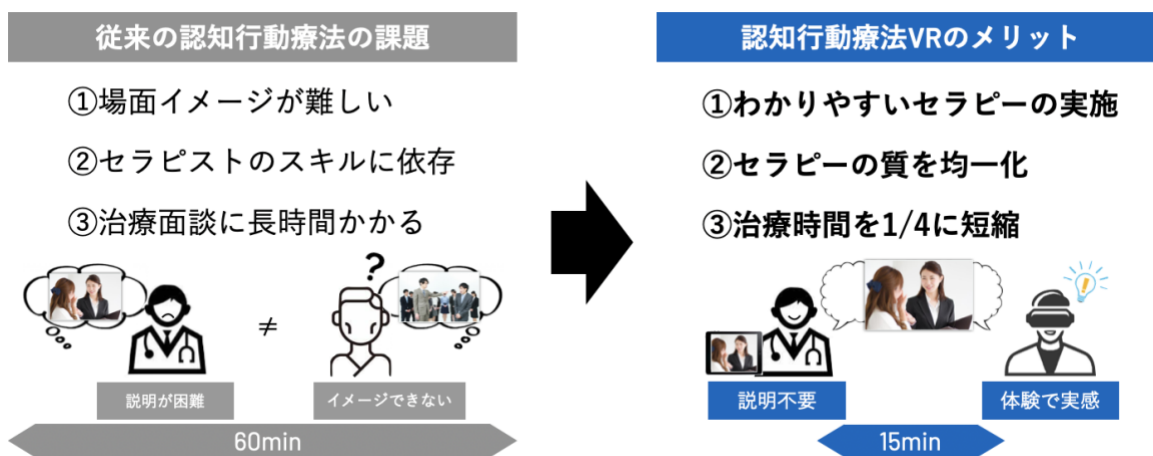 従来の認知行動療法の課題
①場面イメージが難しい
②セラピストのスキルに依存
③治療面談に長時間かかる
?
≠
説明が困難
イメージできない
60min
認知行動療法VRのメリット
①わかりやすいセラピーの実施
②セラピーの質を均一化
③治療時間を1/4に短縮
説明不要
体験で実感
15min